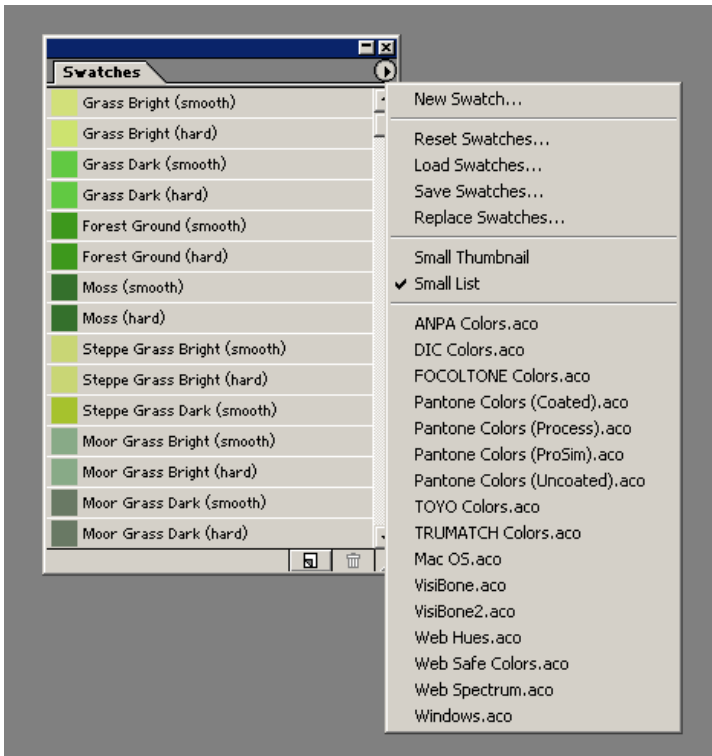 Swatches
Grass Bright (smooth)
Grass Bright (hard)
Grass Dark (smooth)
Grass Dark (hard)
Forest Ground (smooth)
Forest Ground (hard)
Moss (smooth)
Moss (hard)
Steppe Grass Bright (smooth)
Steppe Grass Bright (hard)
Steppe Grass Dark (smooth)
Moor Grass Bright (smooth)
Moor Grass Bright (hard)
Moor Grass Dark (smooth)
Moor Grass Dark (hard)
New Swatch...
Reset Swatches...
Load Swatches...
Save Swatches...
Replace Swatches...
Small Thumbnail
Small List
ANPA Colors.aco
DIC Colors.aco
FOCOLTONE Colors.aco
Pantone Colors (Coated).aco
Pantone Colors (Process).aco
Pantone Colors (ProSim).aco
Pantone Colors (Uncoated).aco
TOYO Colors.aco
TRUMATCH Colors.aco
Mac OS.aco
VisiBone.aco
VisiBone2.aco
Web Hues.aco
Web Safe Colors.aco
Web Spectrum.aco
Windows.aco